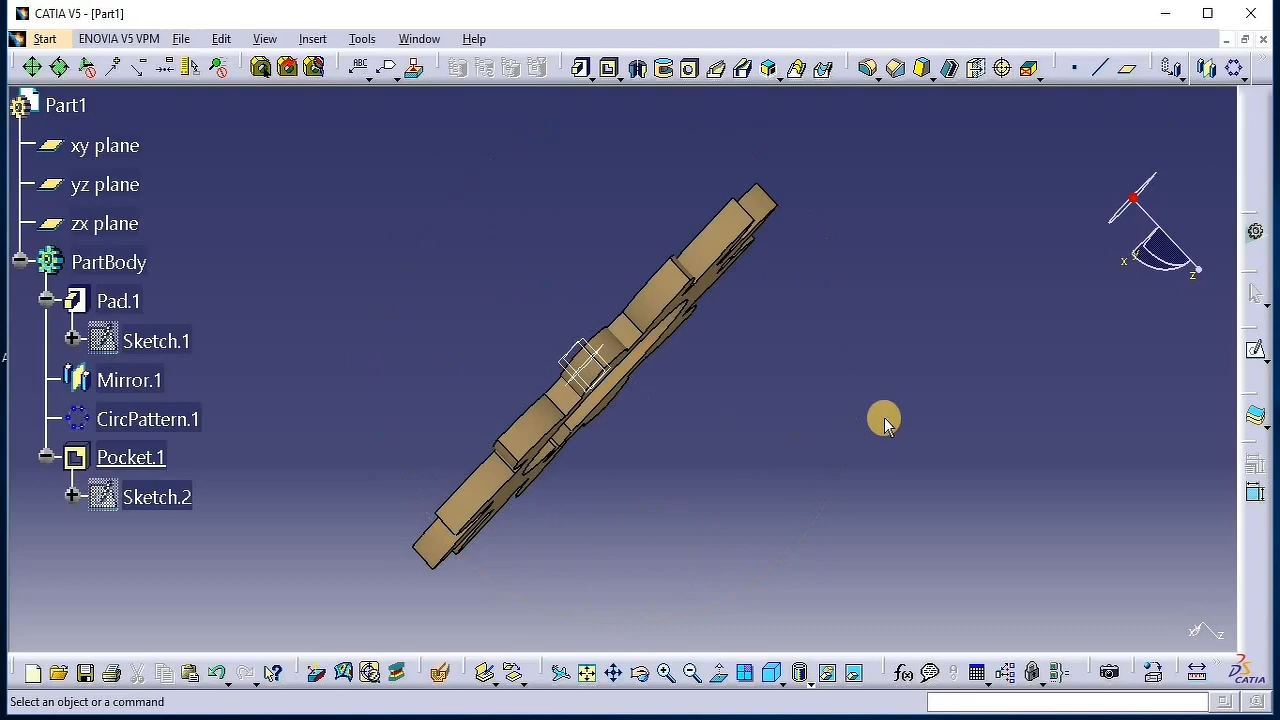 CATIA V5 - [Part1]
Start ENOVIA V5 VPM File Edit View Insert Tools Window Help
ABC
Part1
xy plane
yz plane
zx plane
PartBody
Pad.1
Sketch.1
Mirror.1
CircPattern.1
Pocket.1
Sketch.2
x
z
f(x)
CATIA
Select an object or a command